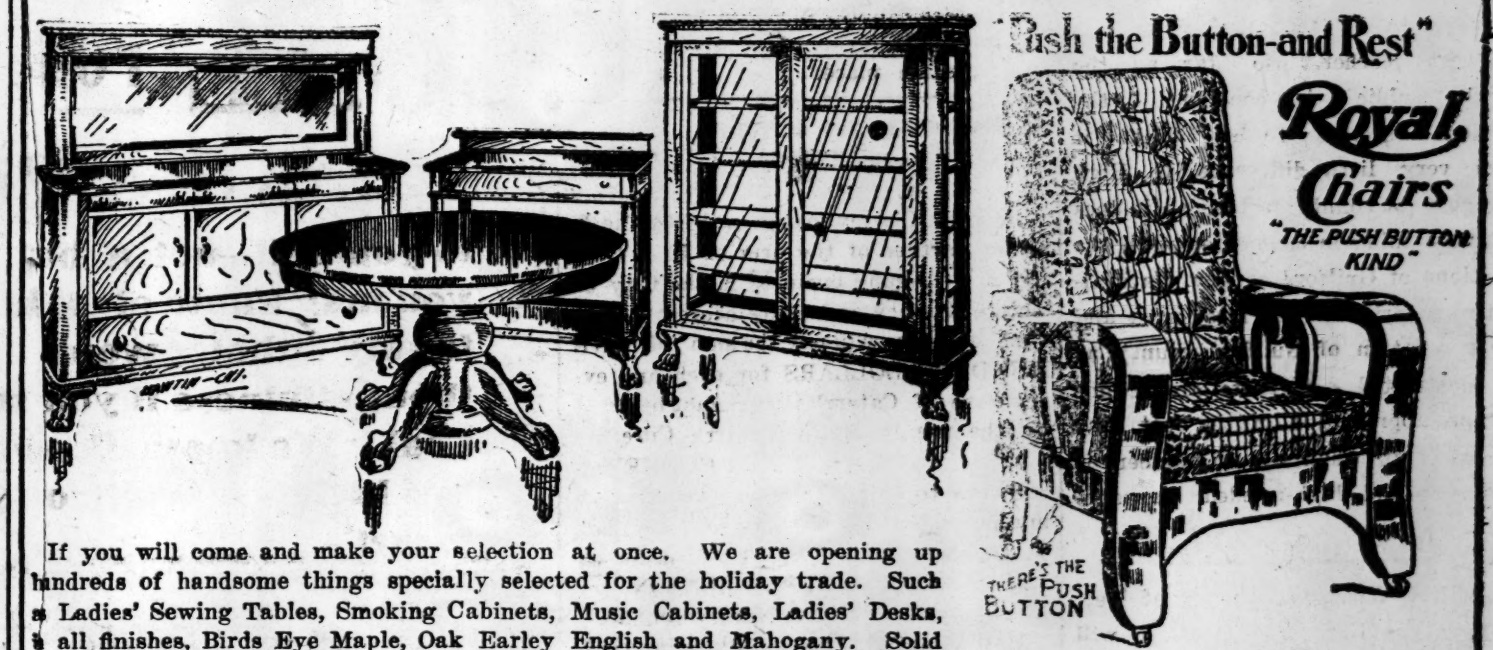 "Push the Button-and Rest"
Royal
Chairs
"THE PUSH BUTTON
KIND"
MARTIN-CHI.
THERE'S THE
PUSH
BUTTON
If you will come and make your selection at once. We are opening up
hundreds of handsome things specially selected for the holiday trade. Such
Ladies' Sewing Tables, Smoking Cabinets, Music Cabinets, Ladies' Desks,
all finishes, Birds Eye Maple, Oak Earley English and Mahogany. Solid